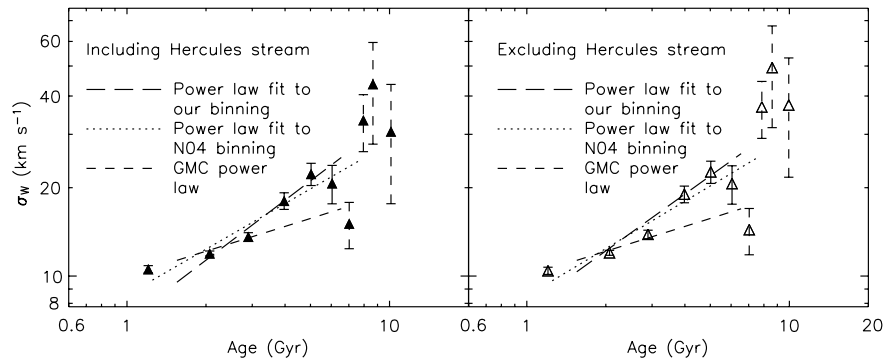 Including Hercules stream
Power law fit to
our binning
Power law fit to
N04 binning
GMC power
law
Excluding Hercules stream
Power law fit to
our binning
Power law fit to
N04 binning
GMC power
law
σW (km s−1)
60
40
20
10
8
0.6 1 10
0.6 1 10 20
Age (Gyr)
Age (Gyr)